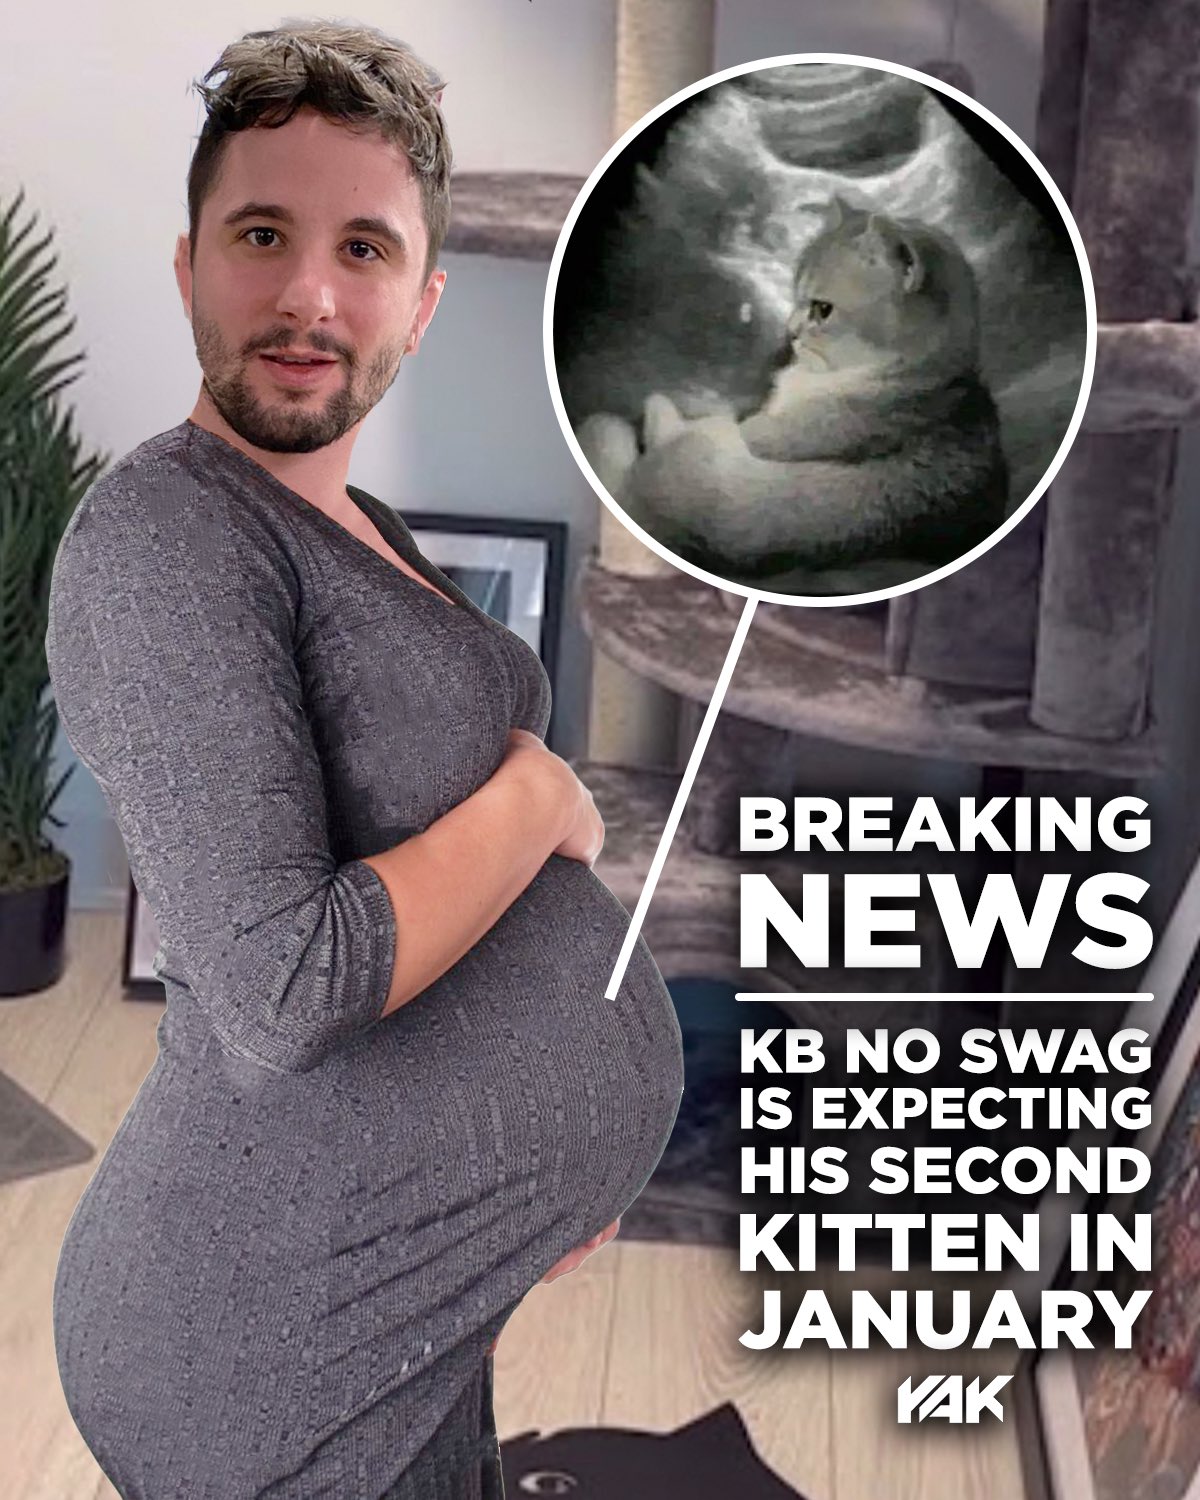 BREAKING
NEWS
KB NO SWAG
IS EXPECTING
HIS SECOND
KITTEN IN
JANUARY
YAK